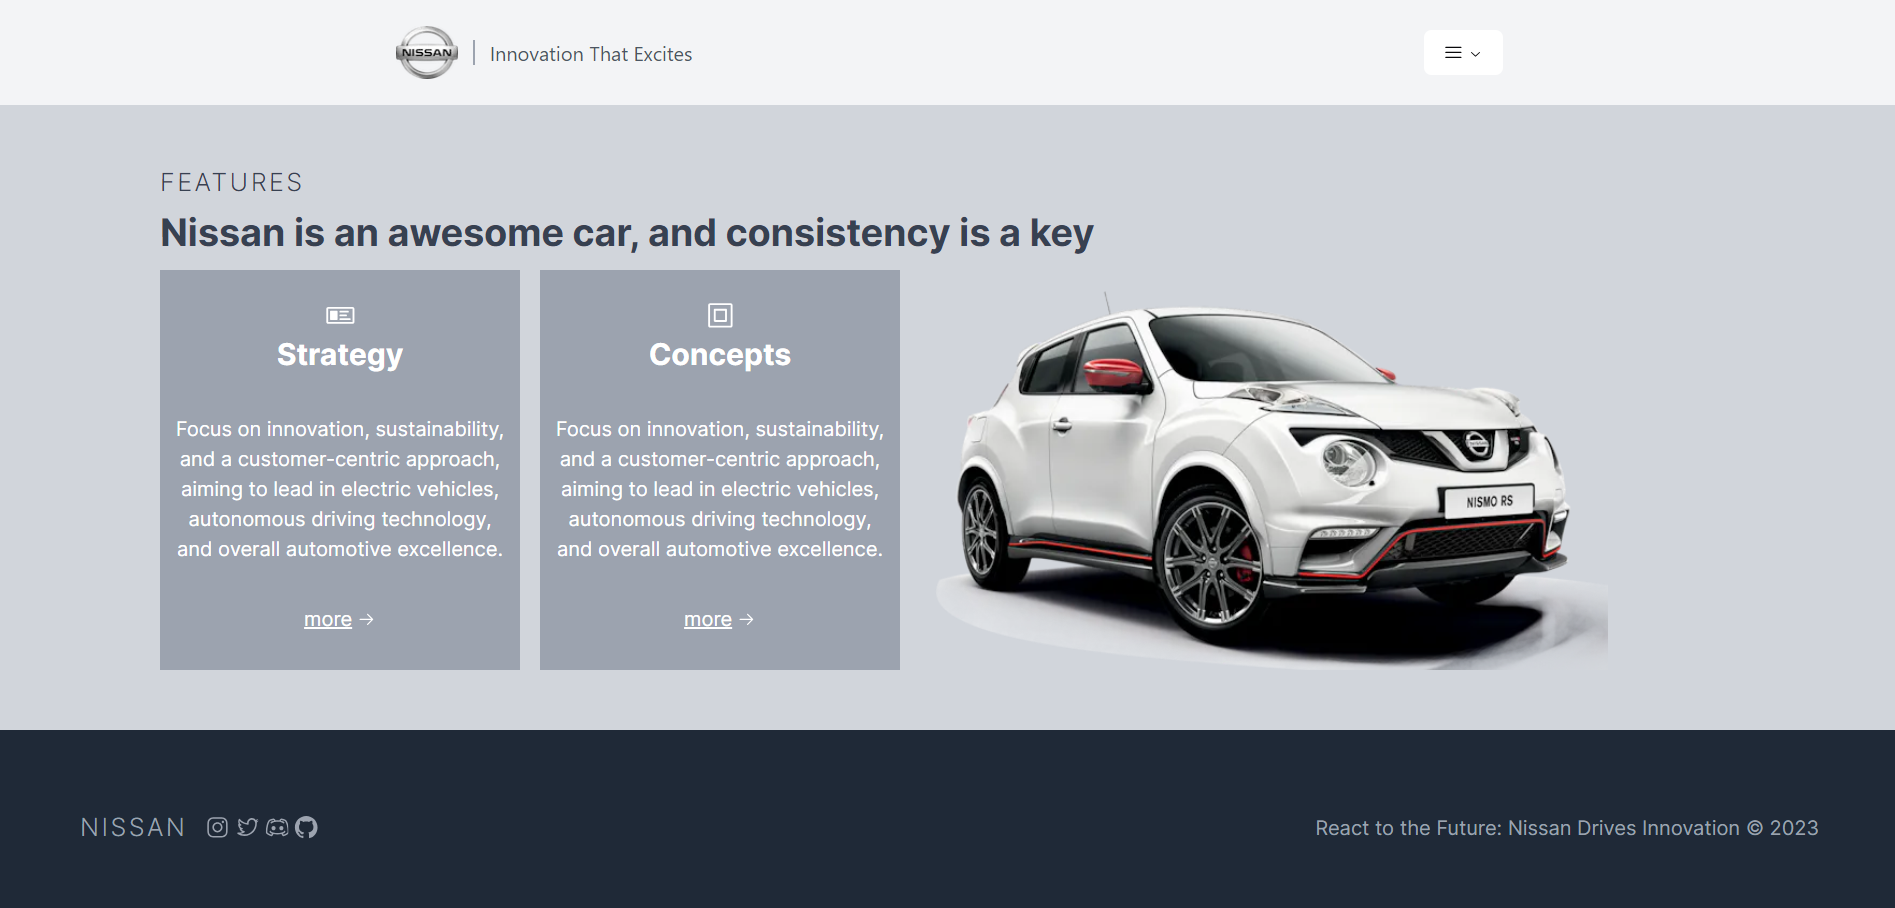 NISSAN
Innovation That Excites
FEATURES
Nissan is an awesome car, and consistency is a key
Strategy
Focus on innovation, sustainability,
and a customer-centric approach,
aiming to lead in electric vehicles,
autonomous driving technology,
and overall automotive excellence.
more →
Concepts
Focus on innovation, sustainability,
and a customer-centric approach,
aiming to lead in electric vehicles,
autonomous driving technology,
and overall automotive excellence.
more →
NISMO RS
NISSAN
React to the Future: Nissan Drives Innovation © 2023